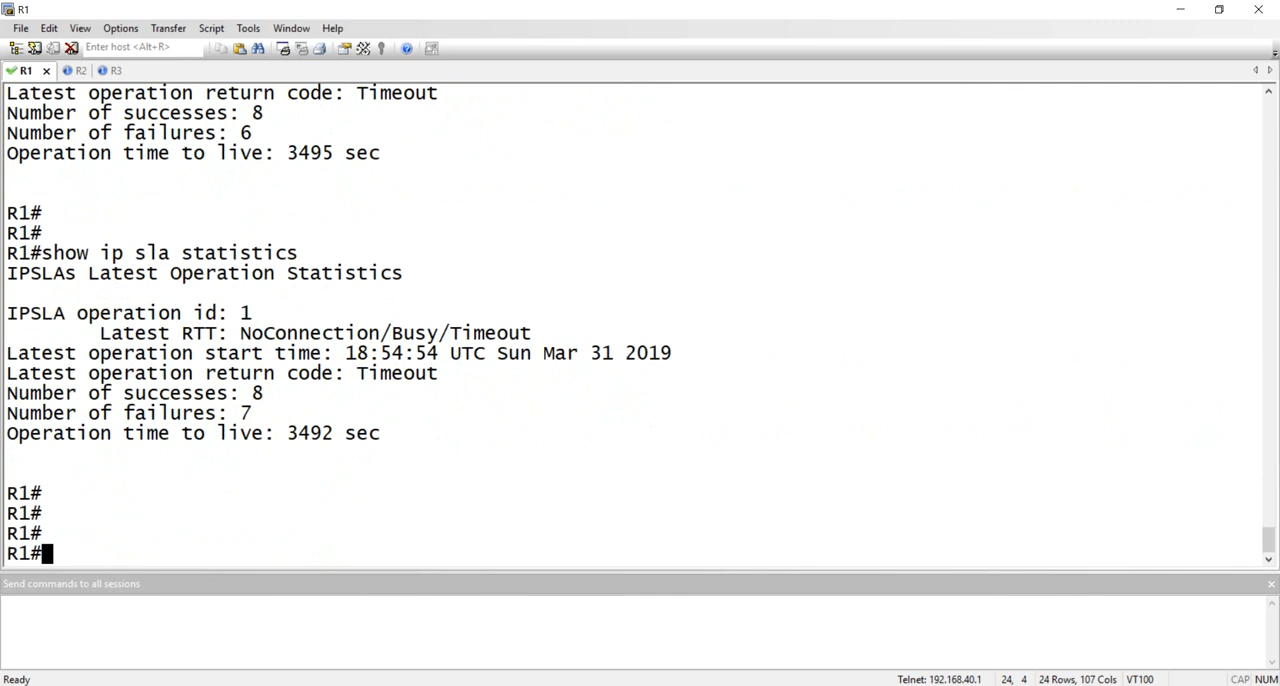 R1
File Edit View Options Transfer Script Tools Window Help
Enter host <Alt+R>
R1 R2 R3
Latest operation return code: Timeout
Number of successes: 8
Number of failures: 6
Operation time to live: 3495 sec
R1#
R1#
R1#show ip sla statistics
IPSLAs Latest Operation Statistics
IPSLA operation id: 1
Latest RTT: NoConnection/Busy/Timeout
Latest operation start time: 18:54:54 UTC Sun Mar 31 2019
Latest operation return code: Timeout
Number of successes: 8
Number of failures: 7
Operation time to live: 3492 sec
R1#
R1#
R1#
R1#
Send commands to all sessions
Ready Telnet: 192.168.40.1 24, 4 24 Rows, 107 Cols VT100 CAP NUM